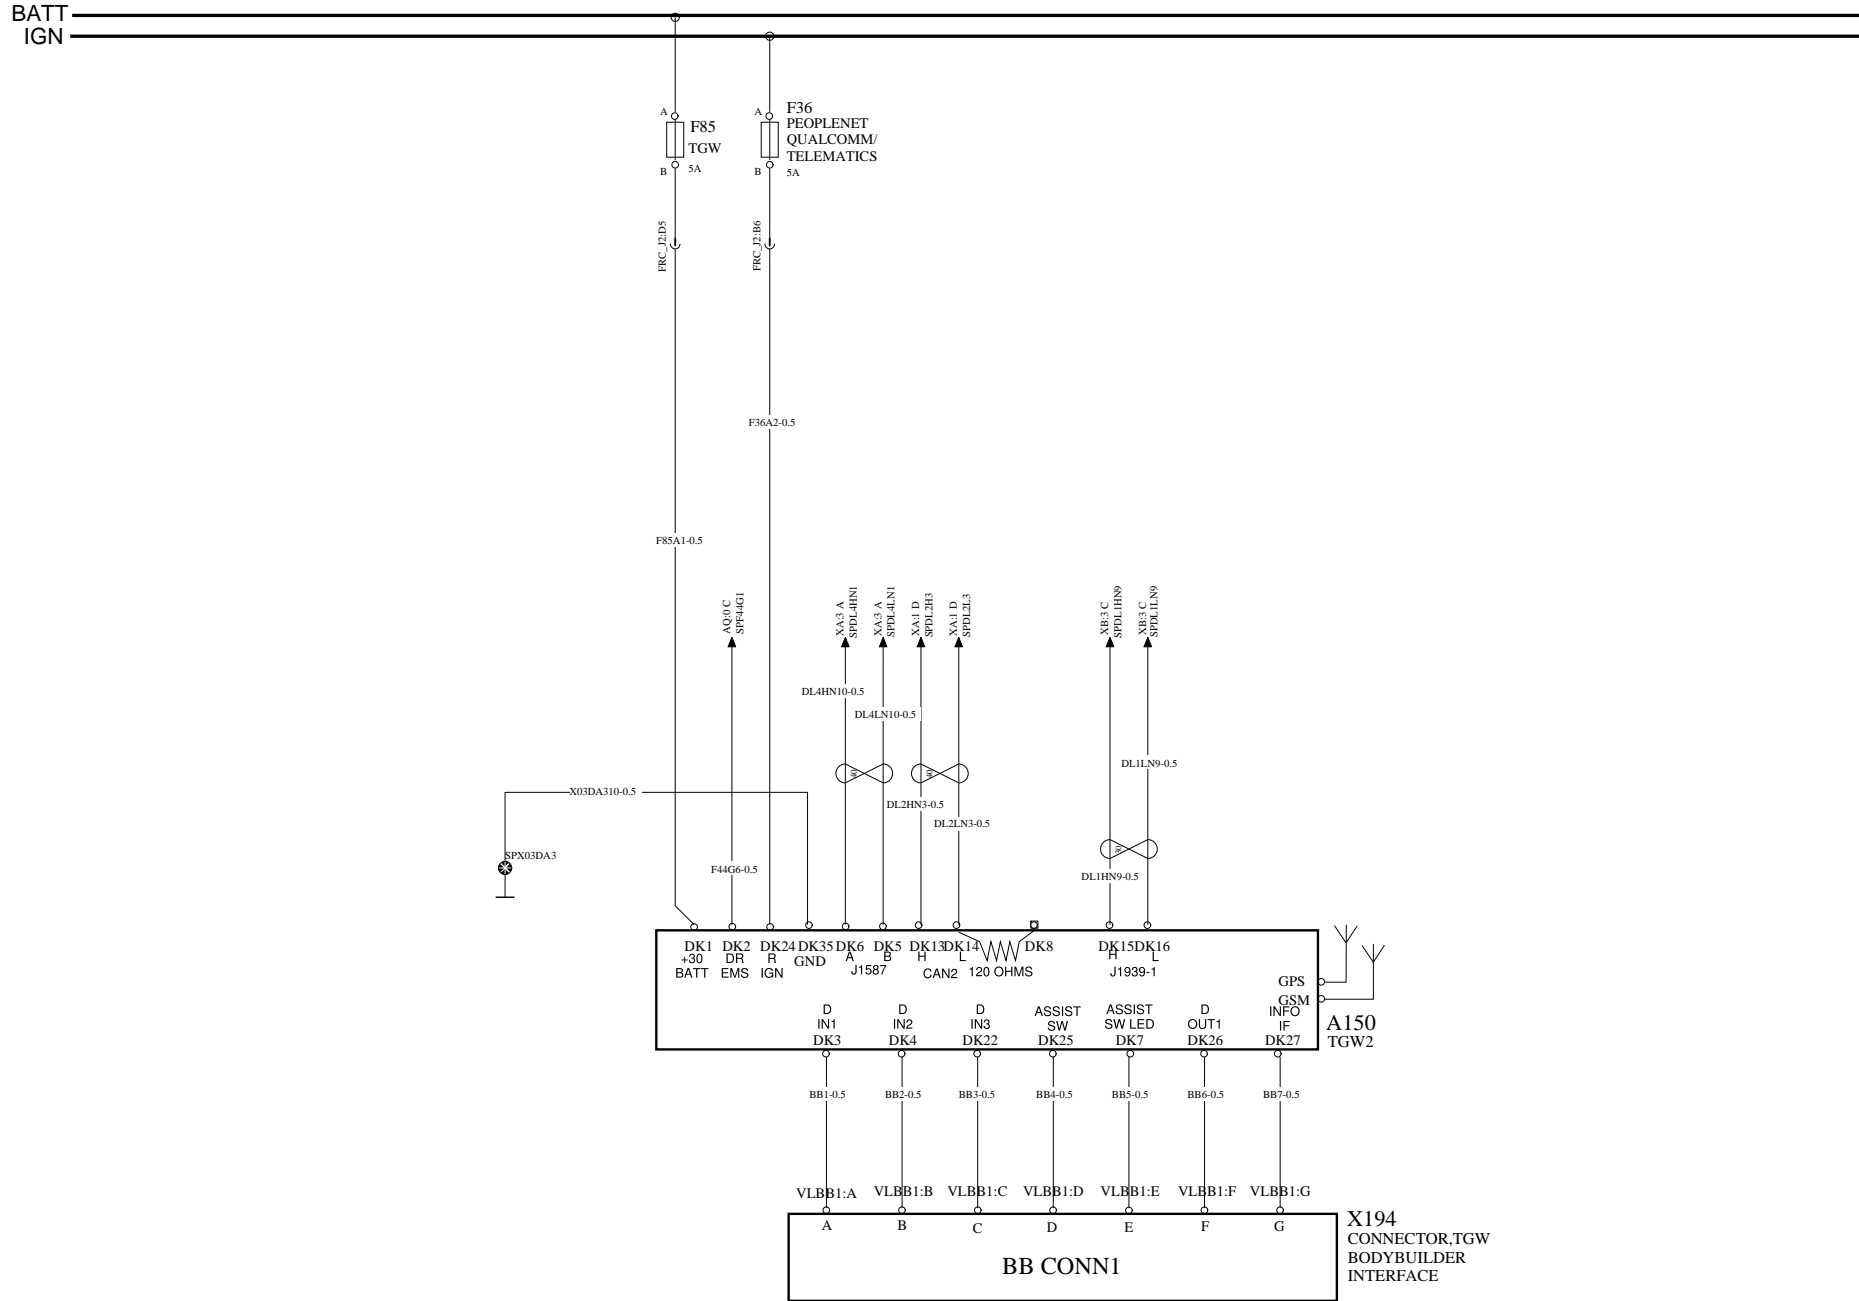 BATT
IGN
A
F85
TGW
B
5A
A
F36
PEOPLENET
QUALCOMM/
TELEMATICS
B
5A
FRC_J2:D5
FRC_J2:B6
F36A2-0.5
F85A1-0.5
AQ:0 C
SPF44G1
XA:3 A
SPDL4HN1
XA:3 A
SPDL4LN1
XA:1 D
SPDL2H3
XA:1 D
SPDL2L3
XB:3 C
SPDL1HN9
XB:3 C
SPDL1LN9
DL4HN10-0.5
DL4LN10-0.5
DL1LN9-0.5
40
40
X03DA310-0.5
DL2HN3-0.5
DL2LN3-0.5
30
SPX03DA3
F44G6-0.5
DL1HN9-0.5
DK1
+30
BATT
DK2
DR
EMS
DK24
R
IGN
DK35
GND
DK6
A
DK5
B
J1587
DK13
H
DK14
L
CAN2
120 OHMS
DK8
DK15
H
DK16
L
J1939-1
GPS
GSM
D
IN1
DK3
D
IN2
DK4
D
IN3
DK22
ASSIST
SW
DK25
ASSIST
SW LED
DK7
D
OUT1
DK26
INFO
IF
DK27
A150
TGW2
BB1-0.5
BB2-0.5
BB3-0.5
BB4-0.5
BB5-0.5
BB6-0.5
BB7-0.5
VLBB1:A
VLBB1:B
VLBB1:C
VLBB1:D
VLBB1:E
VLBB1:F
VLBB1:G
A
B
C
D
E
F
G
BB CONN1
X194
CONNECTOR,TGW
BODYBUILDER
INTERFACE